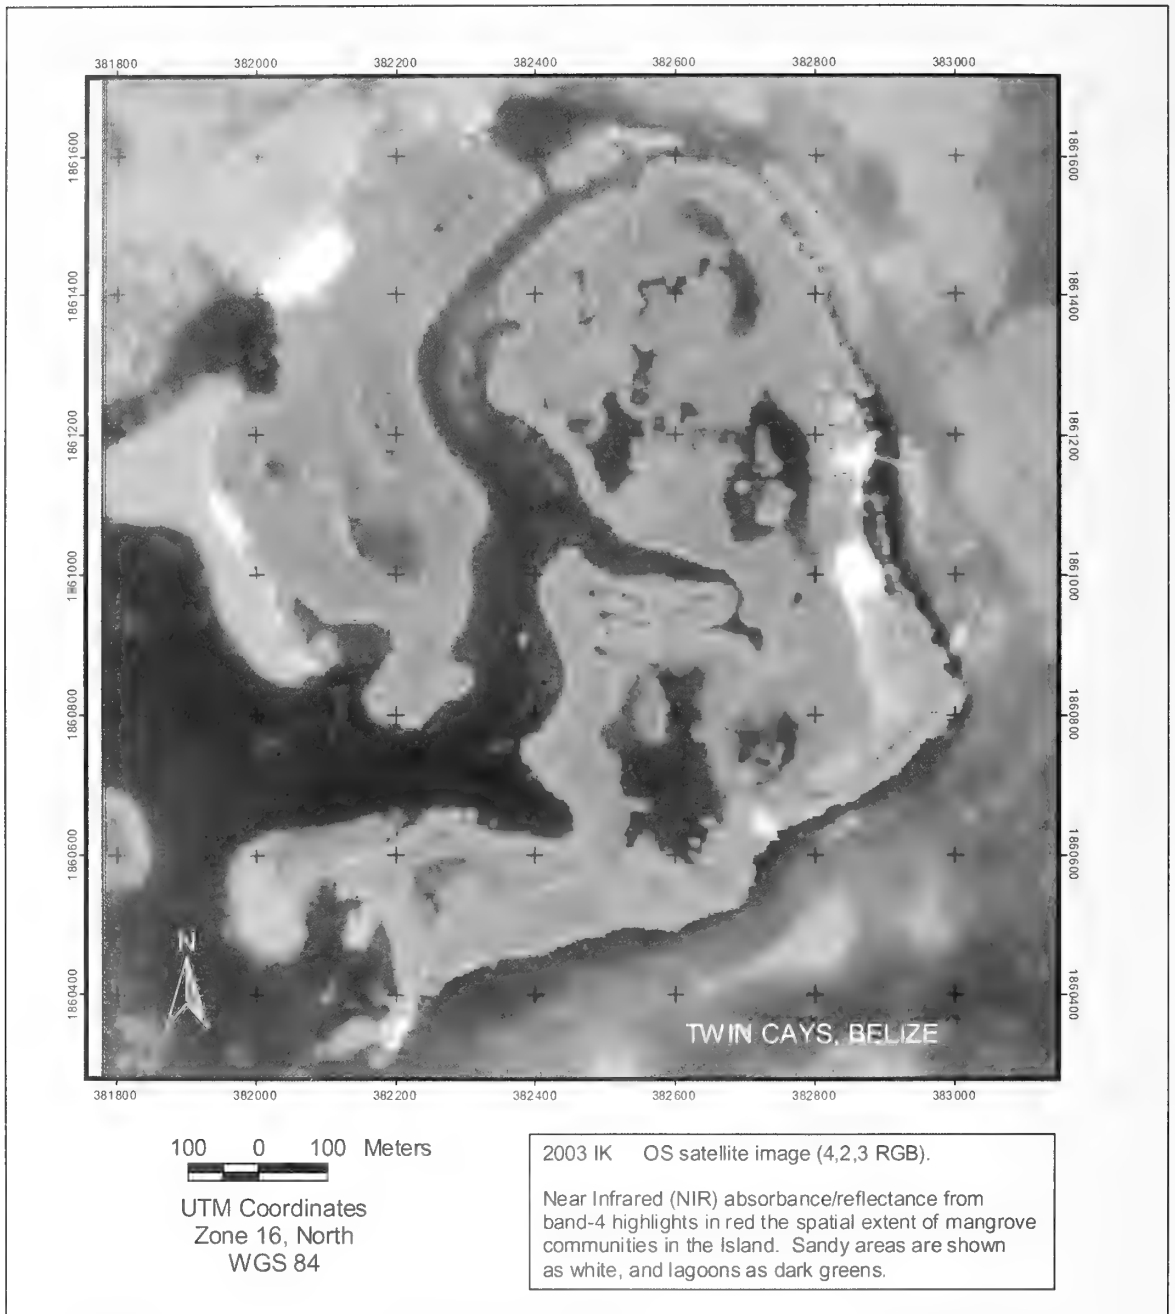 381800 382000 382200 382400 382600 382800 383000
1861600 1861600
1861400 1861400
1861200 1861200
1861000 1861000
1860800 1860800
1860600 1860600
N
1860400 1860400
TWIN CAYS, BELIZE
381800 382000 382200 382400 382600 382800 383000
100 0 100 Meters
UTM Coordinates
Zone 16, North
WGS 84
2003 IK OS satellite image (4,2,3 RGB).
Near Infrared (NIR) absorbance/reflectance from
band-4 highlights in red the spatial extent of mangrove
communities in the Island. Sandy areas are shown
as white, and lagoons as dark greens.